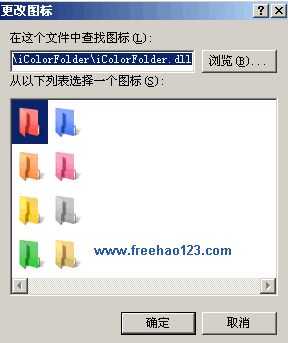 更改图标
在这个文件中查找图标(L):
\iColorFolder\iColorFolder.dll
浏览(B)...
从以下列表选择一个图标(S):
www.freehao123.com
确定
取消